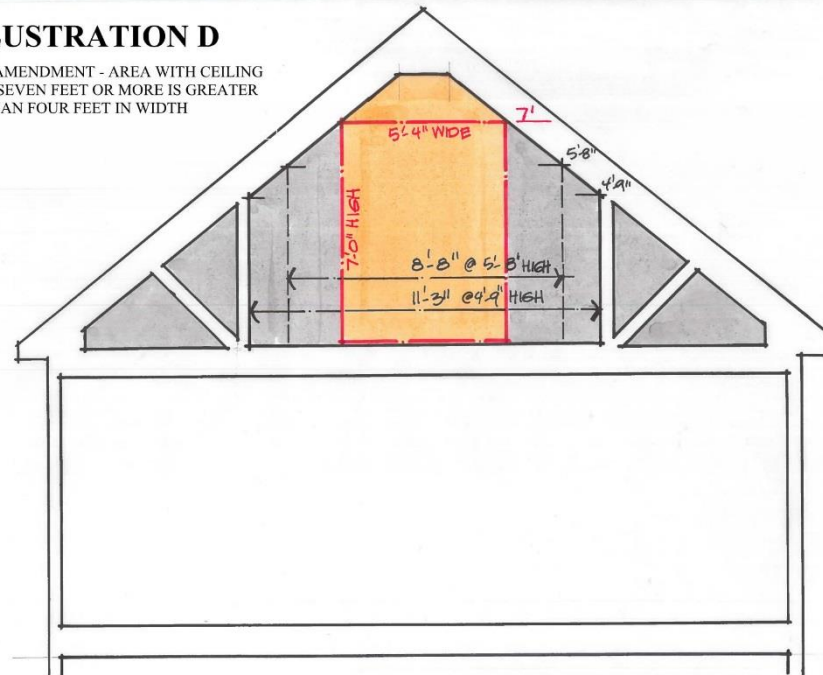 USTRATION D
AMENDMENT - AREA WITH CEILING
SEVEN FEET OR MORE IS GREATER
AN FOUR FEET IN WIDTH
7'
5'-4" WIDE
5'-8"
4'-9"
7'-0" HIGH
8'-8" @ 5'-8" HIGH
11'-3" @ 4'-9" HIGH